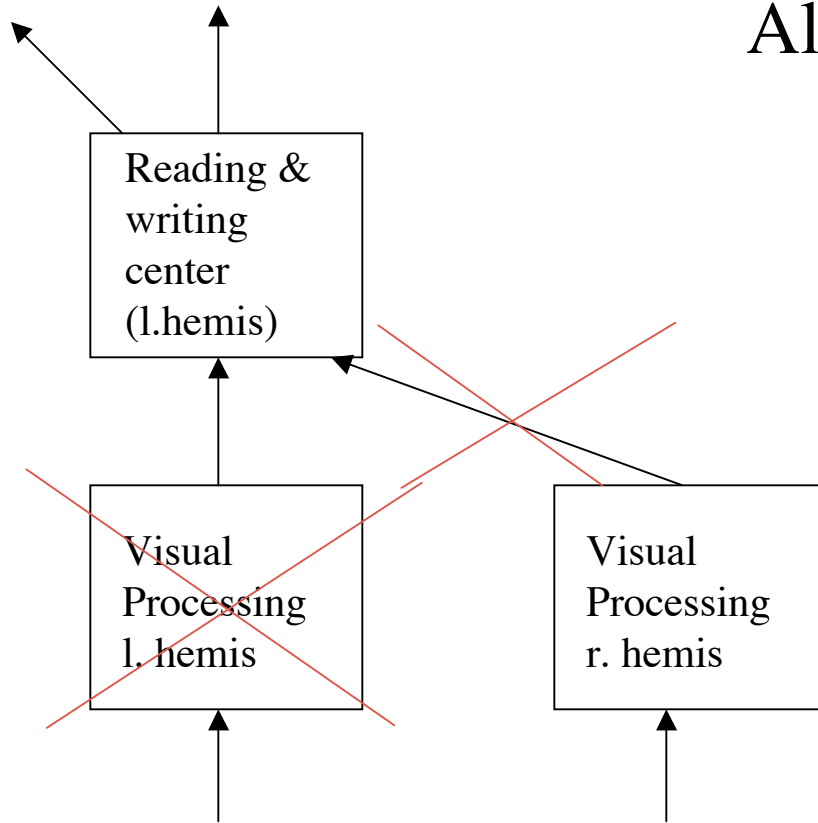 Al
Reading &
writing
center
(l.hemis)
Visual
Processing
l. hemis
Visual
Processing
r. hemis